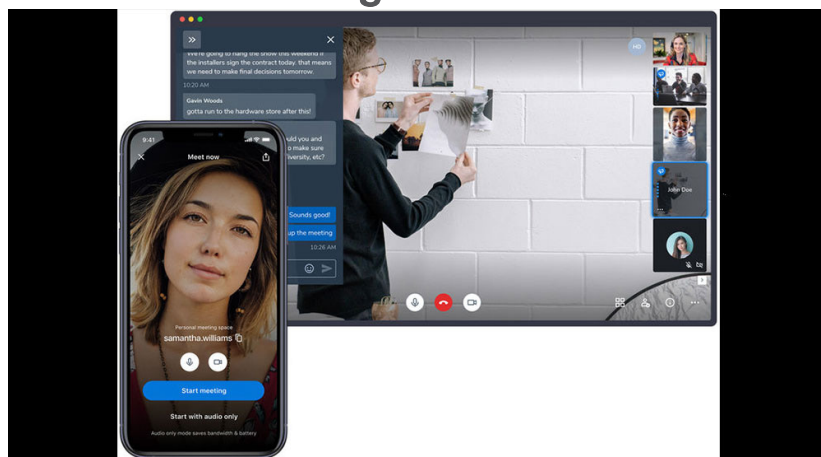 g
We're going to hang the show this weekend if
the installers sign the contract today. that means
we need to make final decisions tomorrow.
10:20 AM
Gavin Woods
gotta run to the hardware store after this!
ould you and
o make sure
iversity, etc?
Sounds good!
up the meeting
10:26 AM
HD
John Doe
9:41
Meet now
Personal meeting space
samantha.williams
Start meeting
Start with audio only
Audio only mode saves bandwidth & battery